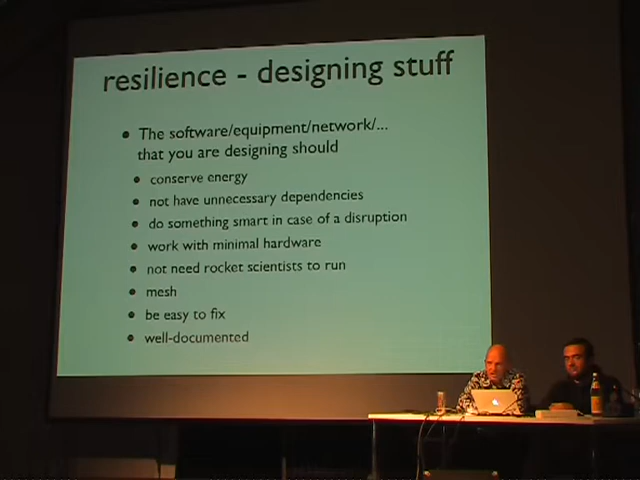 resilience - designing stuff
The software/equipment/network/...
that you are designing should
conserve energy
not have unnecessary dependencies
do something smart in case of a disruption
work with minimal hardware
not need rocket scientists to run
mesh
be easy to fix
well-documented